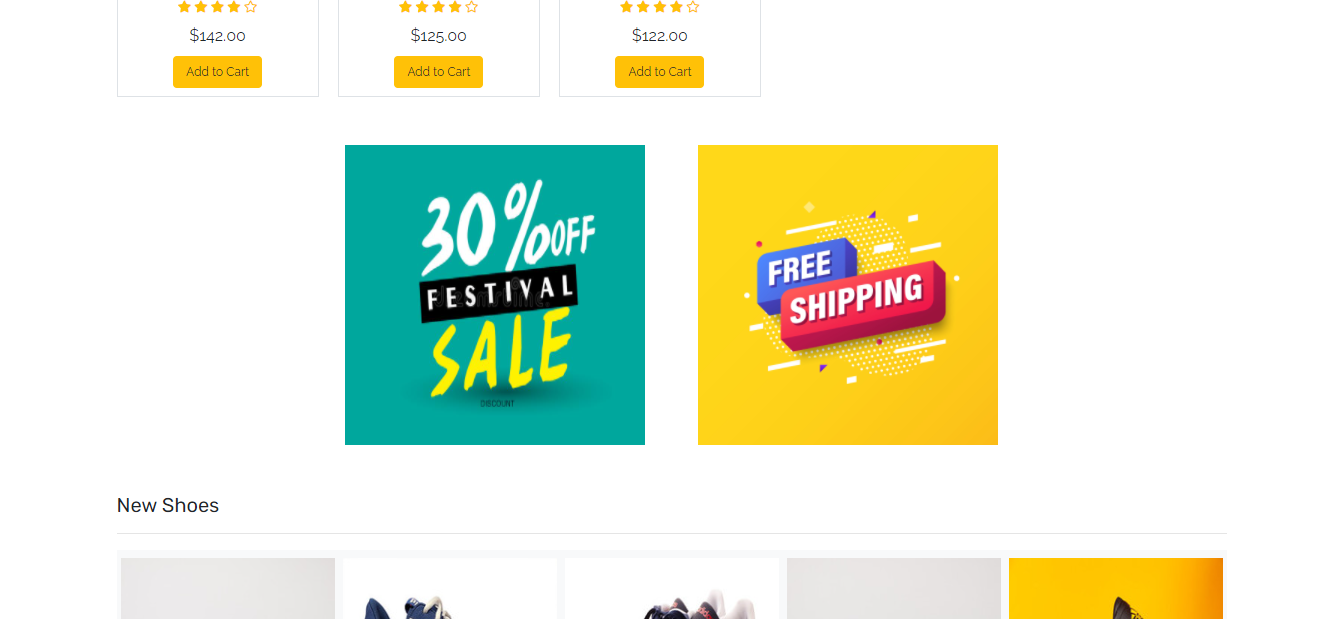 $142.00 $125.00 $122.00
Add to Cart Add to Cart Add to Cart
30% OFF
FESTIVAL
SALE
DISCOUNT
FREE
SHIPPING
New Shoes